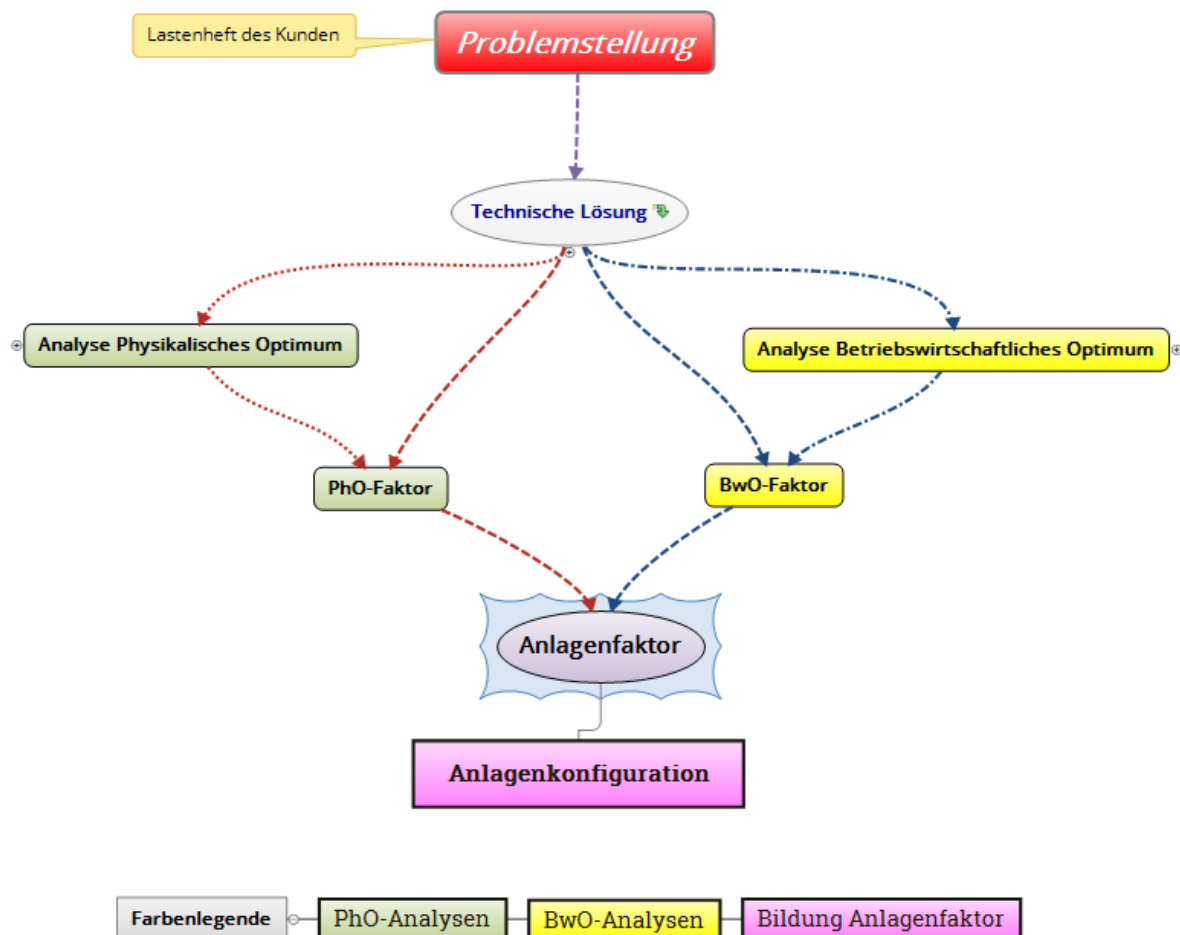 Lastenheft des Kunden
Problemstellung
Technische Lösung
Analyse Physikalisches Optimum
Analyse Betriebswirtschaftliches Optimum
PhO-Faktor
BwO-Faktor
Anlagenfaktor
Anlagenkonfiguration
Farbenlegende
PhO-Analysen
BwO-Analysen
Bildung Anlagenfaktor